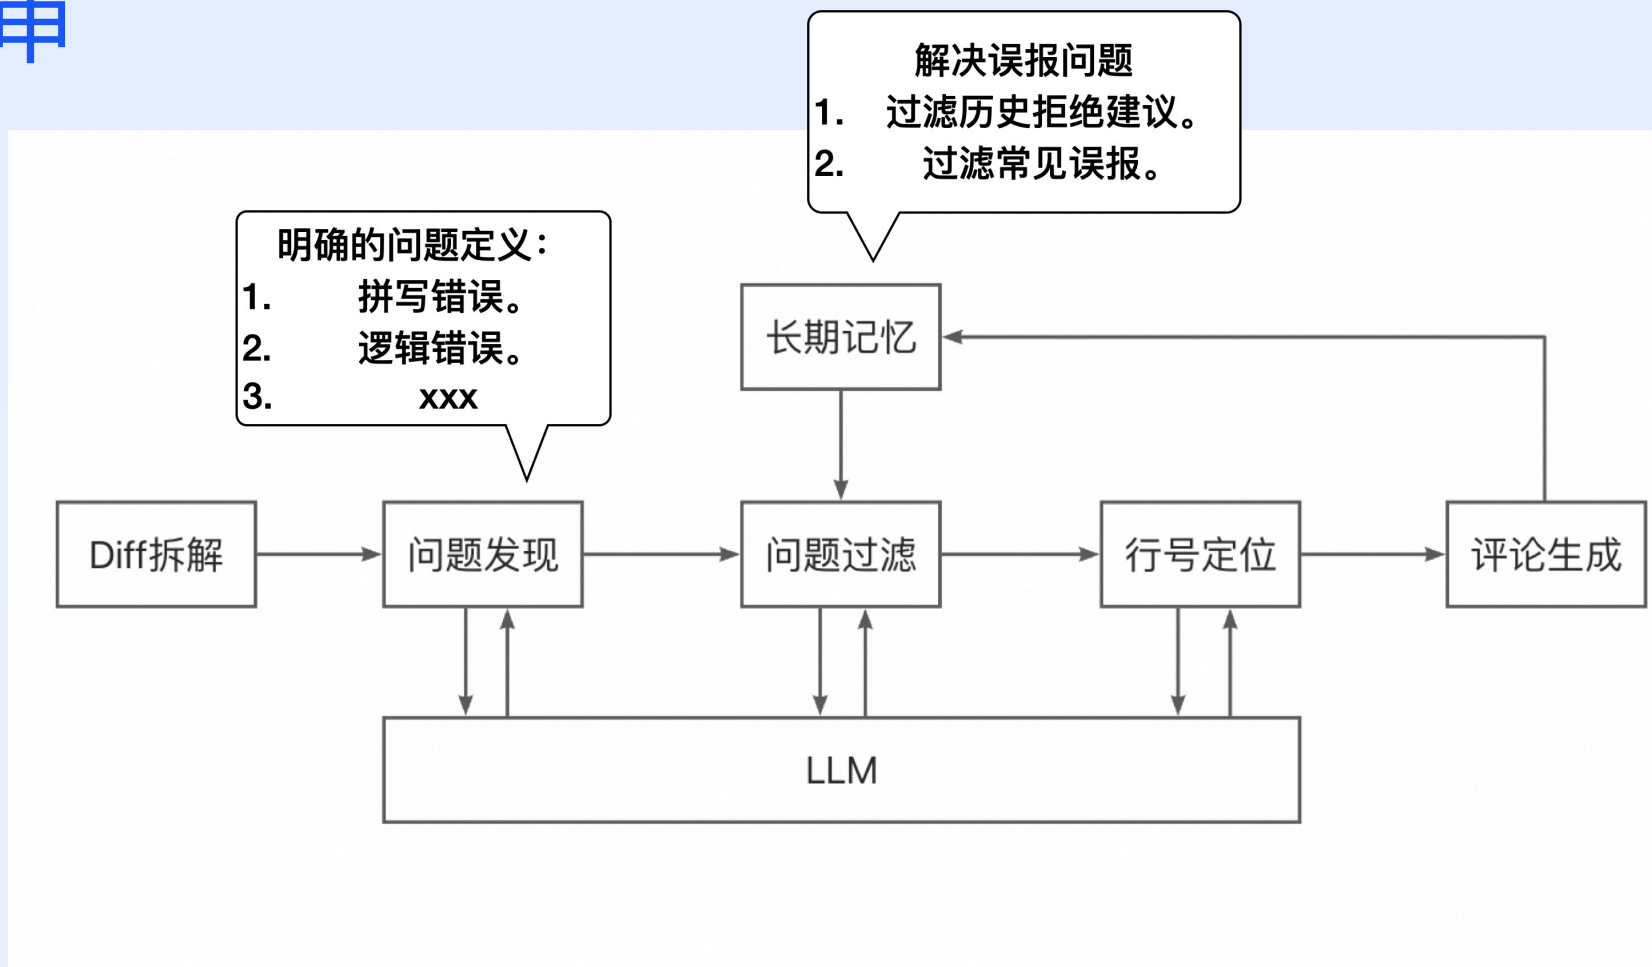 解决误报问题
1. 过滤历史拒绝建议。
2. 过滤常见误报。
明确的问题定义：
1. 拼写错误。
2. 逻辑错误。
3. xxx
长期记忆
Diff拆解
问题发现
问题过滤
行号定位
评论生成
LLM